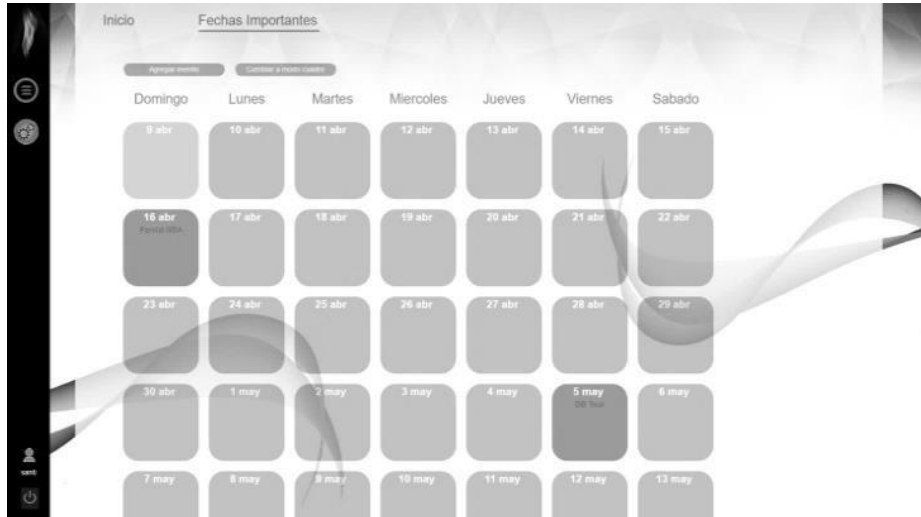 Inicio Fechas Importantes
Agregar evento Cambiar a modo cuadro
Domingo Lunes Martes Miercoles Jueves Viernes Sabado
9 abr 10 abr 11 abr 12 abr 13 abr 14 abr 15 abr
16 abr 17 abr 18 abr 19 abr 20 abr 21 abr 22 abr
Parcial
23 abr 24 abr 25 abr 26 abr 27 abr 28 abr 29 abr
30 abr 1 may 2 may 3 may 4 may 5 may 6 may
Tour
santi
7 may 8 may 9 may 10 may 11 may 12 may 13 may